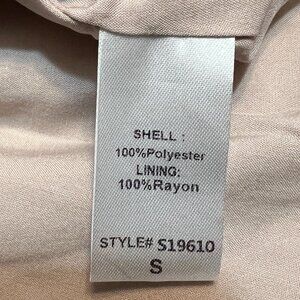 SHELL :
100%Polyester
LINING:
100%Rayon
STYLE# S19610
S